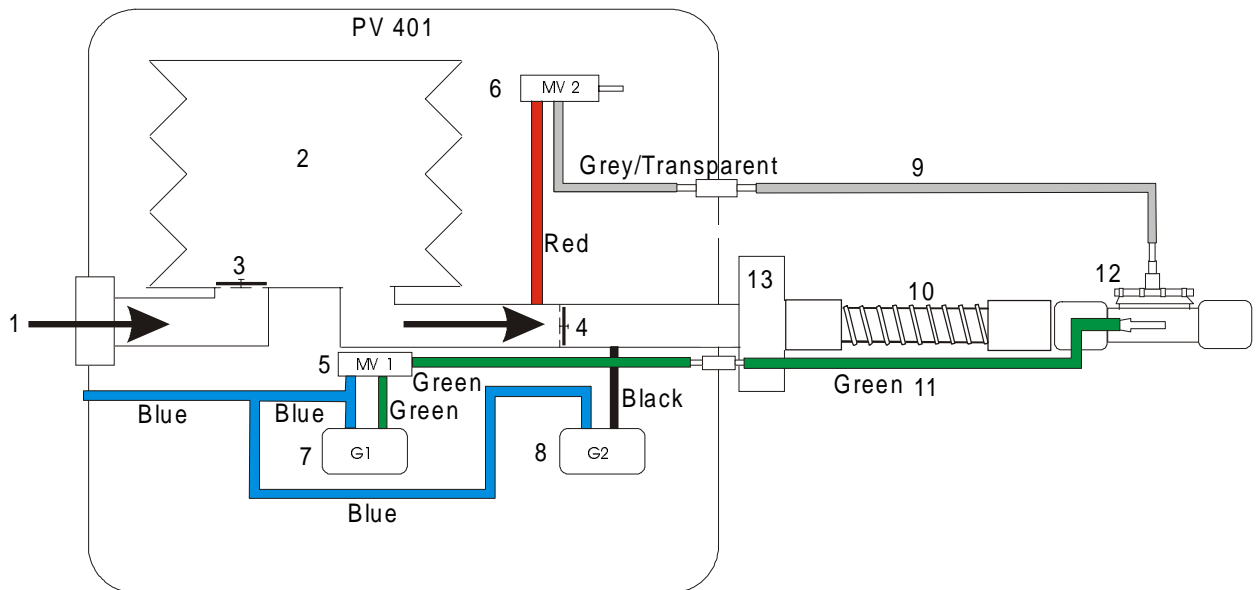 PV 401
6
MV 2
2
Grey/Transparent
9
Red
3
13
12
10
1
4
5
MV 1
Green
Green 11
Blue
Blue
Green
Black
7
G1
8
G2
Blue